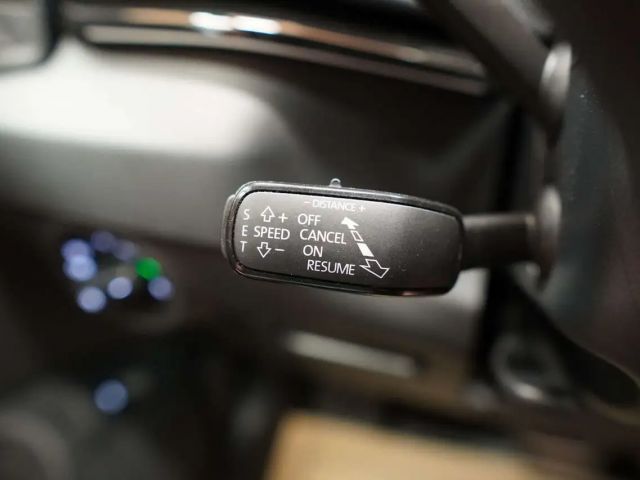 - DISTANCE +
S ⇧+ OFF
E SPEED CANCEL
T ⇩- ON
RESUME